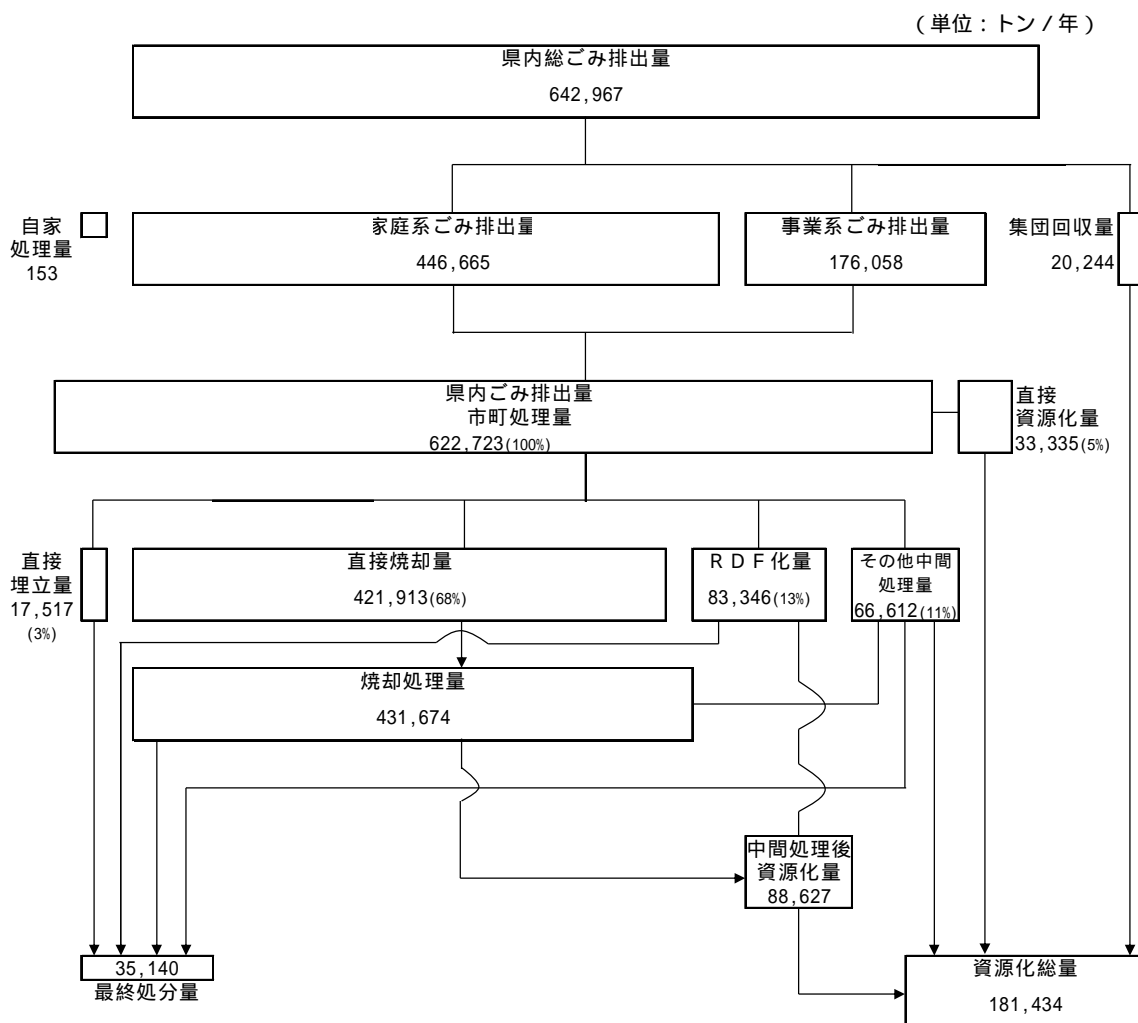 （単位：トン／年）
県内総ごみ排出量
642,967
自家
処理量
153
家庭系ごみ排出量
446,665
事業系ごみ排出量
176,058
集団回収量
20,244
県内ごみ排出量
市町処理量
622,723(100%)
直接
資源化量
33,335(5%)
直接
埋立量
17,517
(3%)
直接焼却量
421,913(68%)
ＲＤＦ化量
83,346(13%)
その他中間
処理量
66,612(11%)
焼却処理量
431,674
中間処理後
資源化量
88,627
35,140
最終処分量
資源化総量
181,434